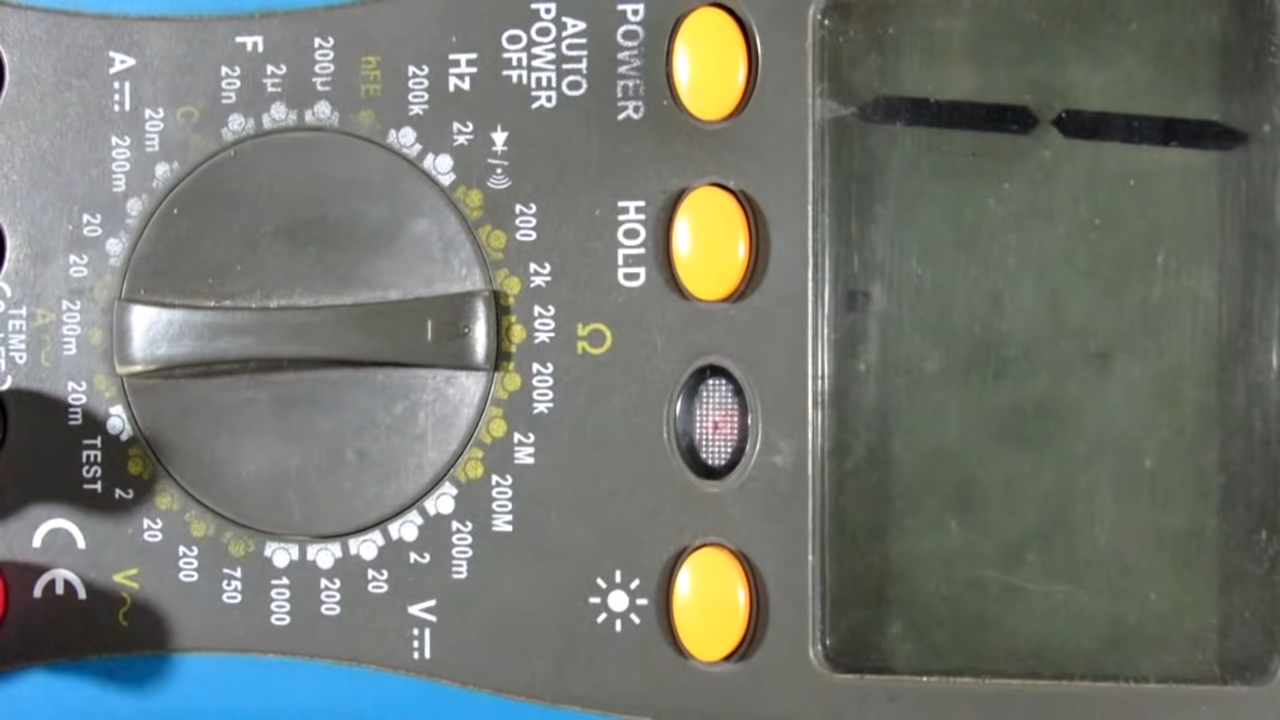 1
POWER
HOLD
AUTO
POWER
OFF
Ω
Hz
2k
200k
hFE
200
2k
20k
200k
2M
200M
200m
2
20
200
1000
V
F
200µ
2µ
20n
°C
A
20m
200m
20
20
200m
20m
TEST
2
20
200
750
V~
A~
TEMP
CE